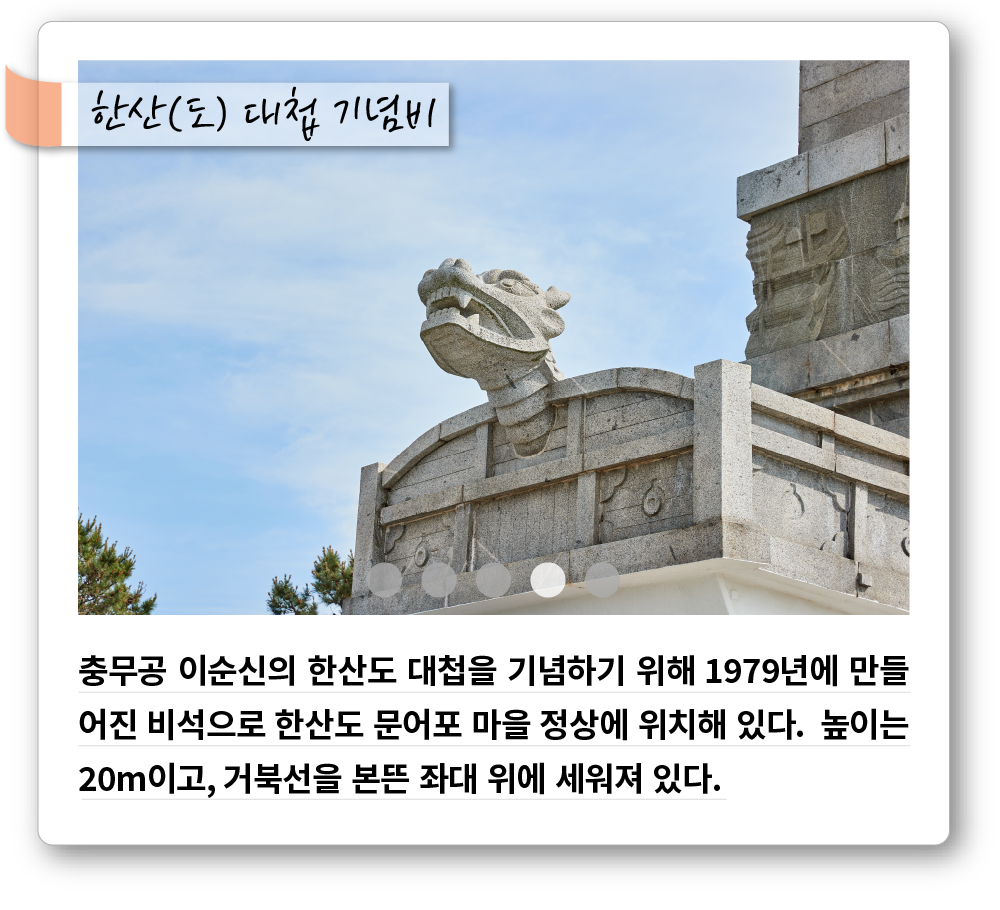 한산(도) 대첩 기념비
충무공 이순신의 한산도 대첩을 기념하기 위해 1979년에 만들
어진 비석으로 한산도 문어포 마을 정상에 위치해 있다. 높이는
20m이고, 거북선을 본뜬 좌대 위에 세워져 있다.